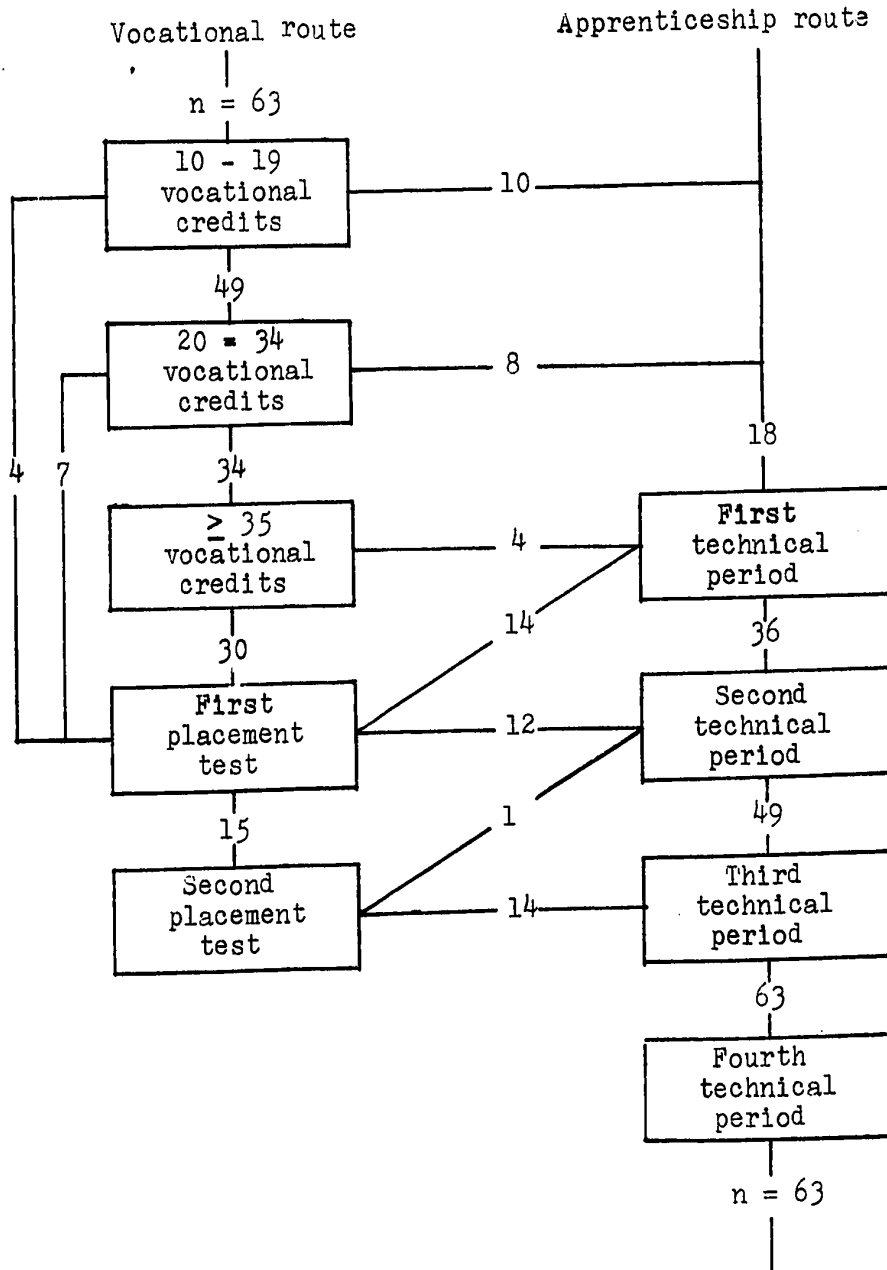 Vocational route
Apprenticeship route
n = 63
10 - 19
vocational
credits
10
49
20 = 34
vocational
credits
8
18
4
7
34
≥ 35
vocational
credits
4
First
technical
period
14
30
36
First
placement
test
12
Second
technical
period
1
15
49
Second
placement
test
14
Third
technical
period
63
Fourth
technical
period
n = 63